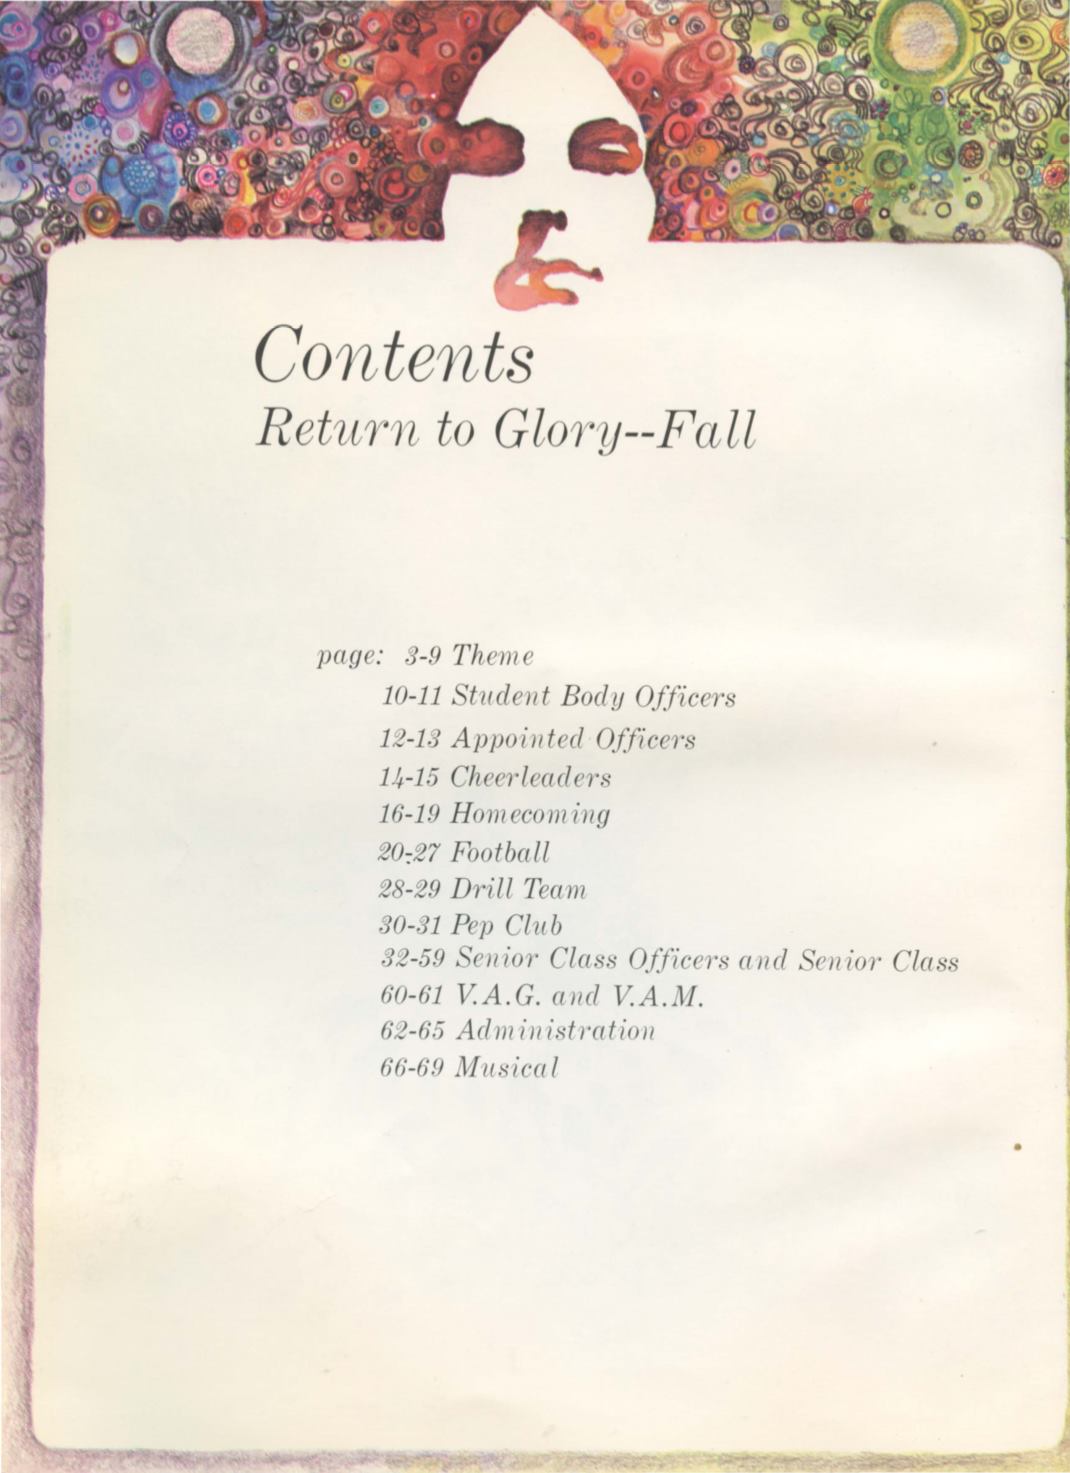 Contents
Return to Glory--Fall
page: 3-9 Theme
10-11 Student Body Officers
12-13 Appointed Officers
14-15 Cheerleaders
16-19 Homecoming
20-27 Football
28-29 Drill Team
30-31 Pep Club
32-59 Senior Class Officers and Senior Class
60-61 V.A.G. and V.A.M.
62-65 Administration
66-69 Musical